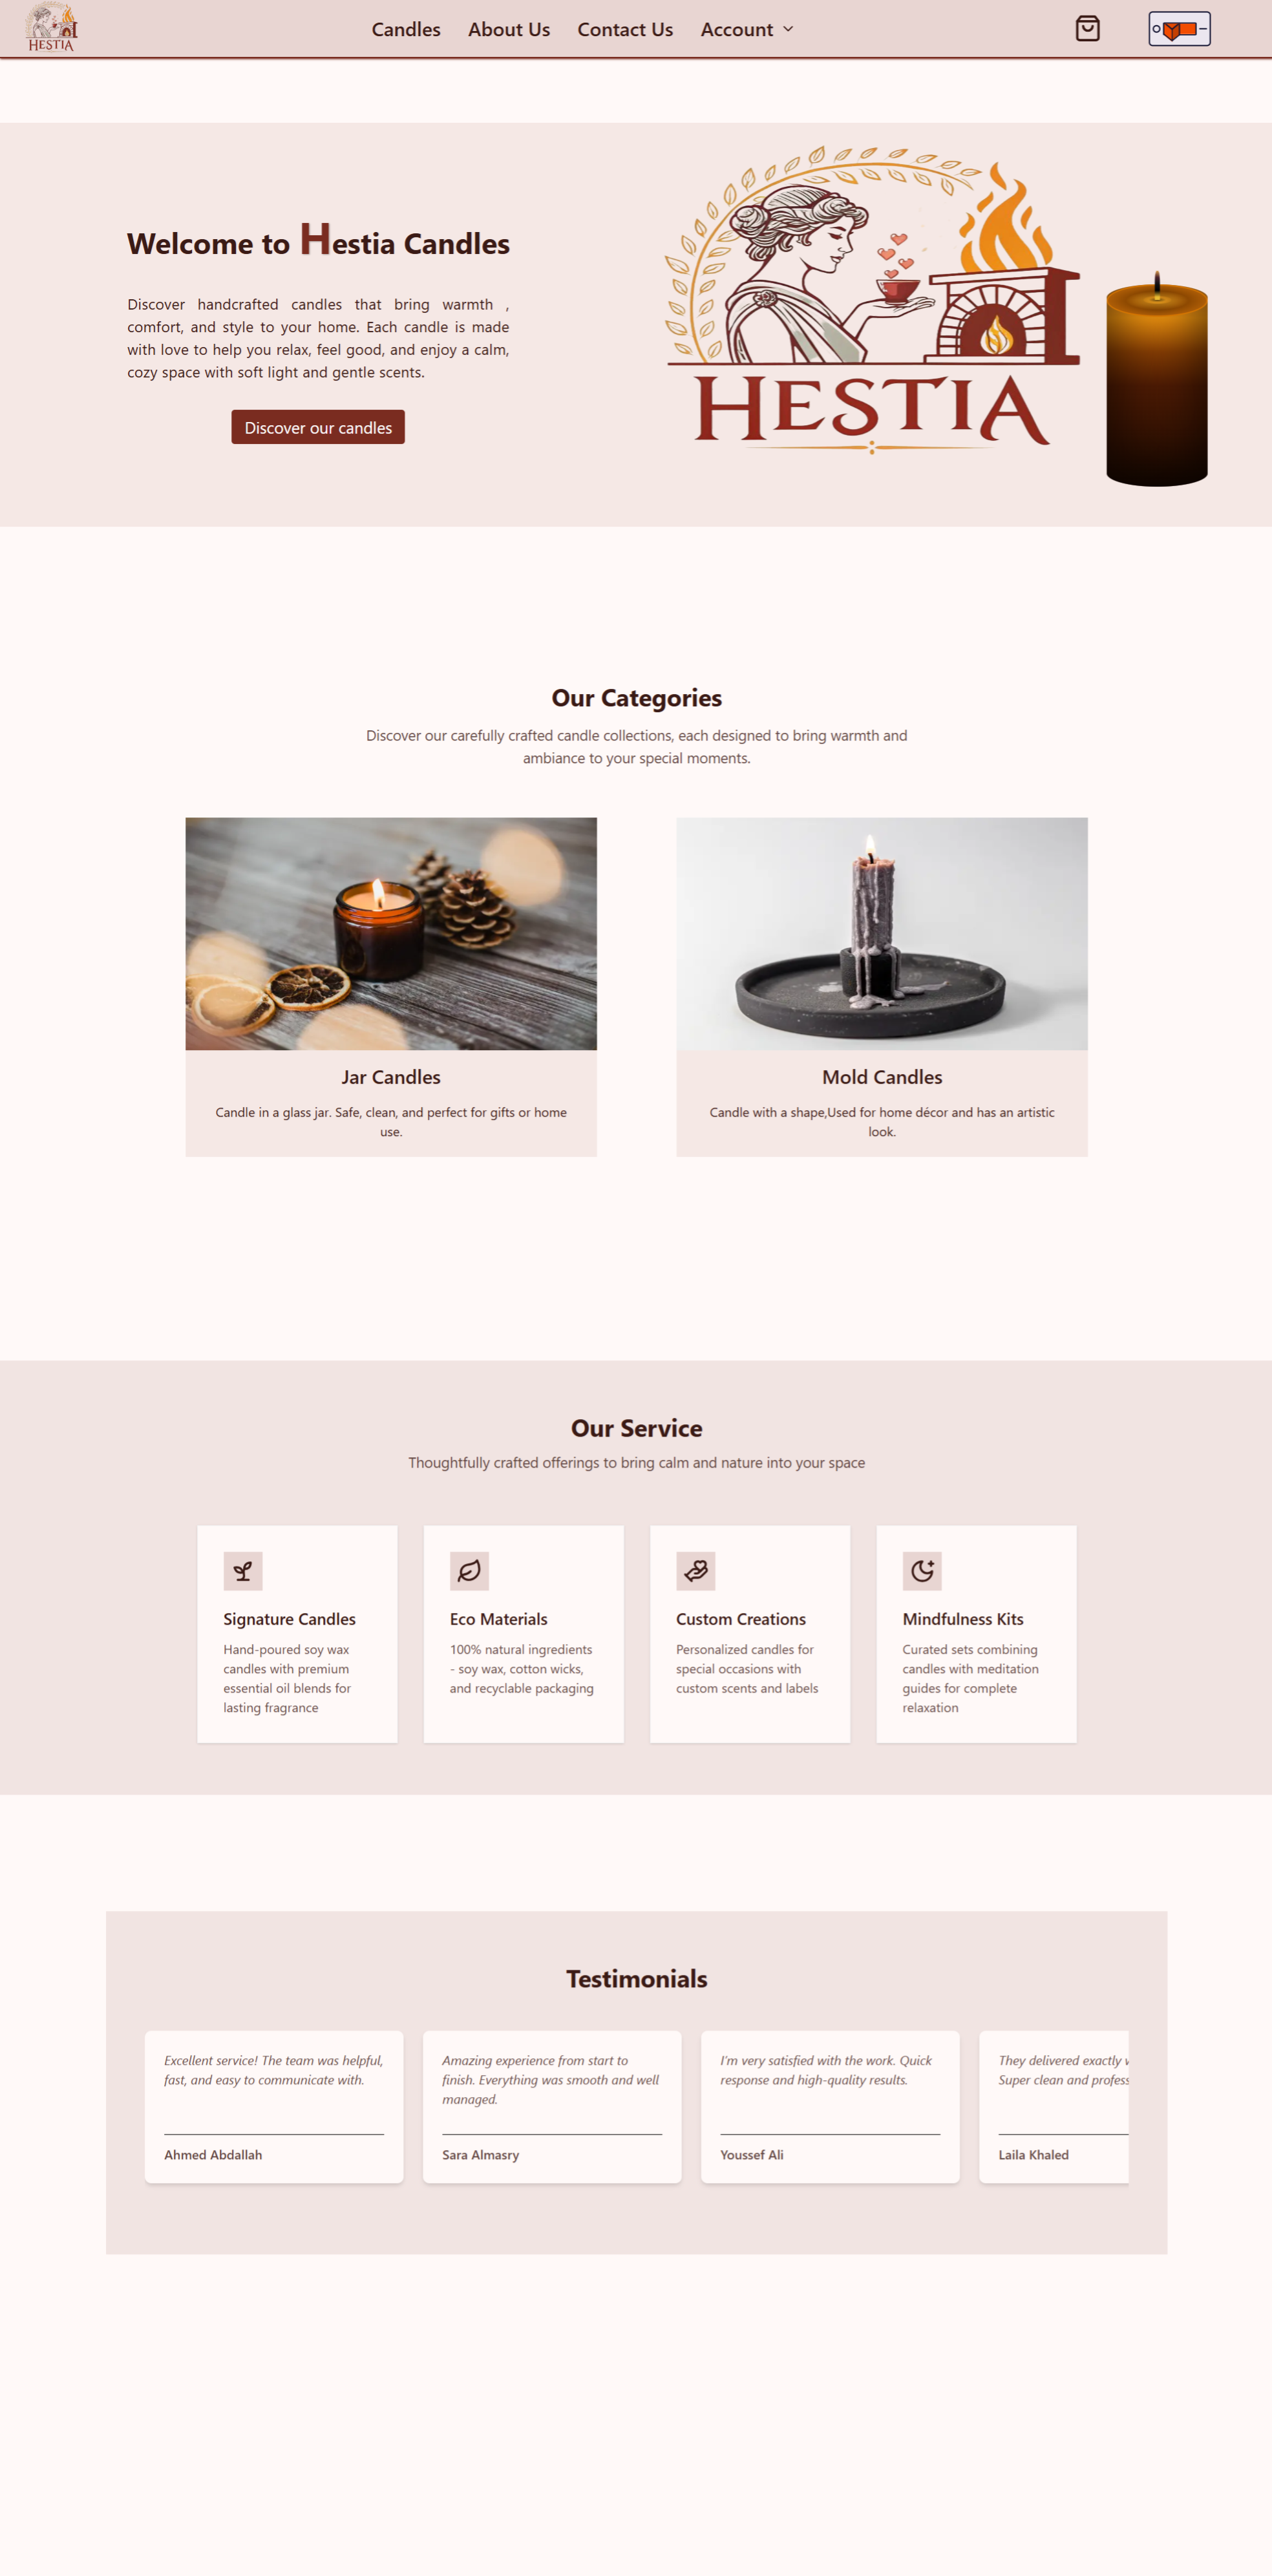 HESTIA
Candles
About Us
Contact Us
Account
Welcome to Hestia Candles
Discover handcrafted candles that bring warmth ,
comfort, and style to your home. Each candle is made
with love to help you relax, feel good, and enjoy a calm,
cozy space with soft light and gentle scents.
Discover our candles
HESTIA
Our Categories
Discover our carefully crafted candle collections, each designed to bring warmth and
ambiance to your special moments.
Jar Candles
Candle in a glass jar. Safe, clean, and perfect for gifts or home
use.
Mold Candles
Candle with a shape,Used for home décor and has an artistic
look.
Our Service
Thoughtfully crafted offerings to bring calm and nature into your space
Signature Candles
Hand-poured soy wax
candles with premium
essential oil blends for
lasting fragrance
Eco Materials
100% natural ingredients
- soy wax, cotton wicks,
and recyclable packaging
Custom Creations
Personalized candles for
special occasions with
custom scents and labels
Mindfulness Kits
Curated sets combining
candles with meditation
guides for complete
relaxation
Testimonials
Excellent service! The team was helpful,
fast, and easy to communicate with.
Ahmed Abdallah
Amazing experience from start to
finish. Everything was smooth and well
managed.
Sara Almasry
I'm very satisfied with the work. Quick
response and high-quality results.
Youssef Ali
They delivered exactly
Super clean and
Laila Khaled